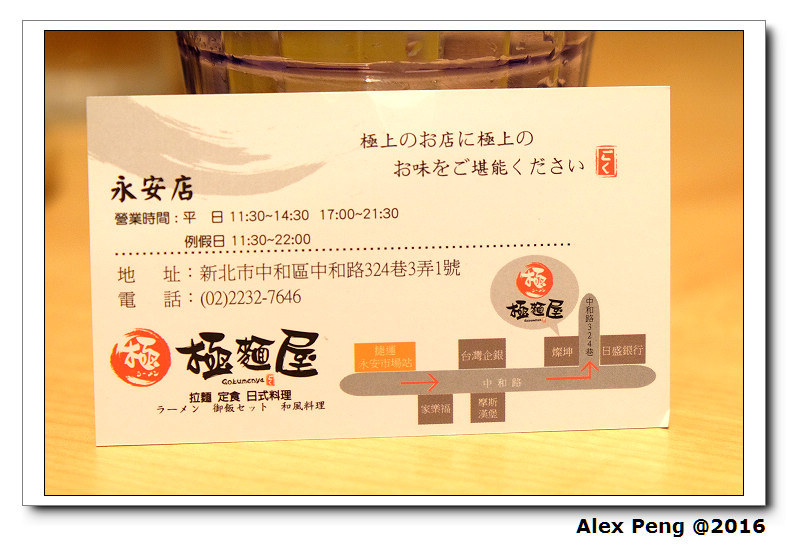 極上のお店に極上の
お味をご堪能ください
ごく
永安店
營業時間：平　日 11:30~14:30 17:00~21:30
例假日 11:30~22:00
地　址：新北市中和區中和路324巷3弄1號
電　話：(02)2232-7646
極
ラーメン
極麵屋
Gokumenya
拉麵 定食 日式料理
ラーメン 御飯セット 和風料理
極
極麵屋
中和路324巷
捷運
永安市場站
台灣企銀
燦坤
日盛銀行
中和路
家樂福
摩斯
漢堡
Alex Peng @2016